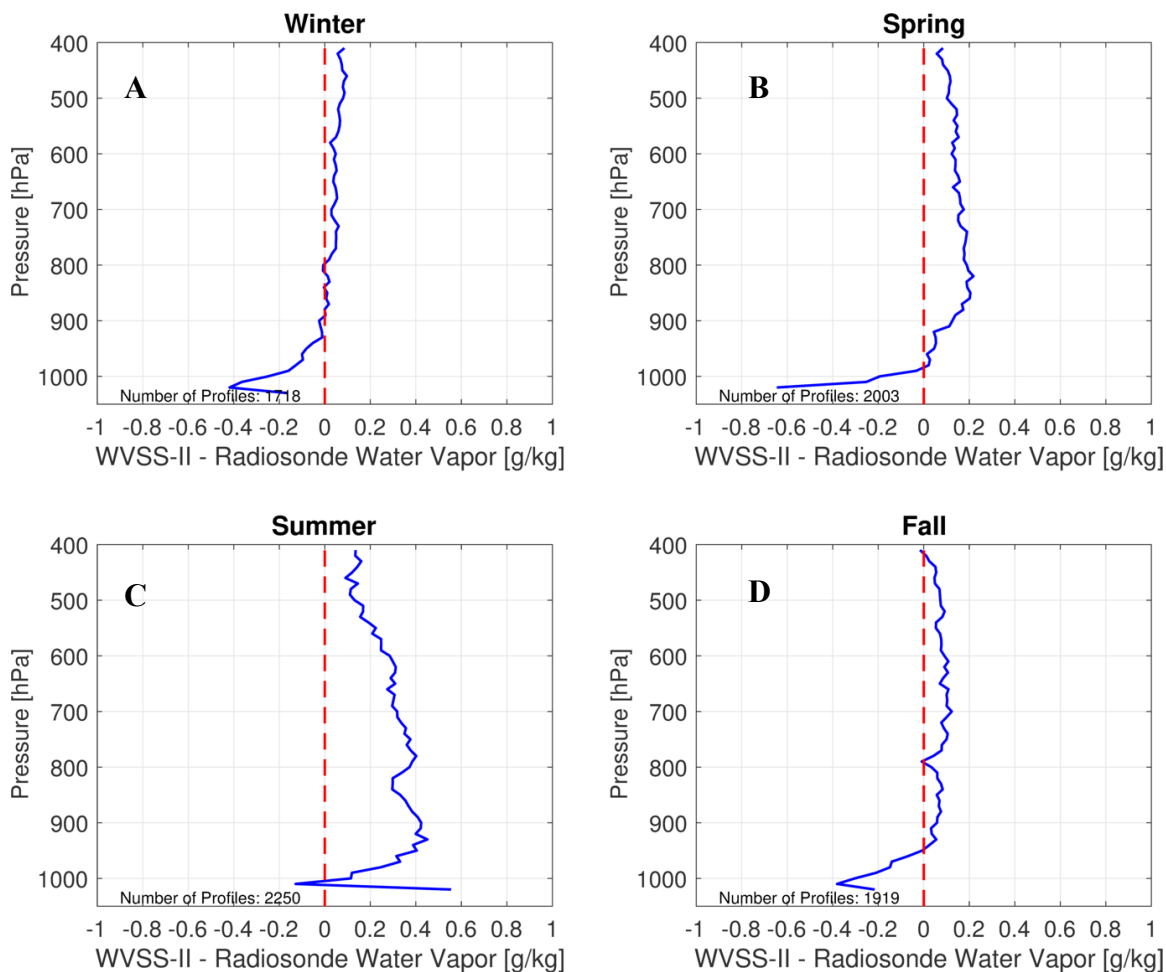 Winter
A
400
500
600
700
800
900
1000
Pressure [hPa]
Number of Profiles: 1718
-1 -0.8 -0.6 -0.4 -0.2 0 0.2 0.4 0.6 0.8 1
WVSS-II - Radiosonde Water Vapor [g/kg]
Spring
B
400
500
600
700
800
900
1000
Pressure [hPa]
Number of Profiles: 2003
-1 -0.8 -0.6 -0.4 -0.2 0 0.2 0.4 0.6 0.8 1
WVSS-II - Radiosonde Water Vapor [g/kg]
Summer
C
400
500
600
700
800
900
1000
Pressure [hPa]
Number of Profiles: 2250
-1 -0.8 -0.6 -0.4 -0.2 0 0.2 0.4 0.6 0.8 1
WVSS-II - Radiosonde Water Vapor [g/kg]
Fall
D
400
500
600
700
800
900
1000
Pressure [hPa]
Number of Profiles: 1919
-1 -0.8 -0.6 -0.4 -0.2 0 0.2 0.4 0.6 0.8 1
WVSS-II - Radiosonde Water Vapor [g/kg]